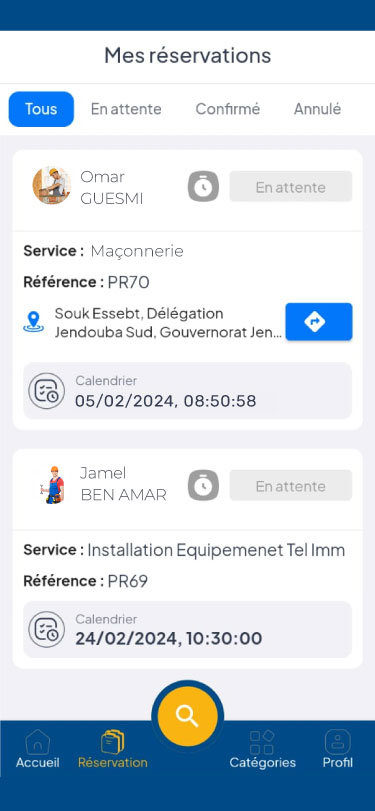 Mes réservations
Tous En attente Confirmé Annulé
Omar
GUESMI
En attente
Service : Maçonnerie
Référence : PR70
Souk Essebt, Délégation
Jendouba Sud, Gouvernorat Jen...
Calendrier
05/02/2024, 08:50:58
Jamel
BEN AMAR
En attente
Service : Installation Equipemenet Tel Imm
Référence : PR69
Calendrier
24/02/2024, 10:30:00
Accueil Réservation Catégories Profil